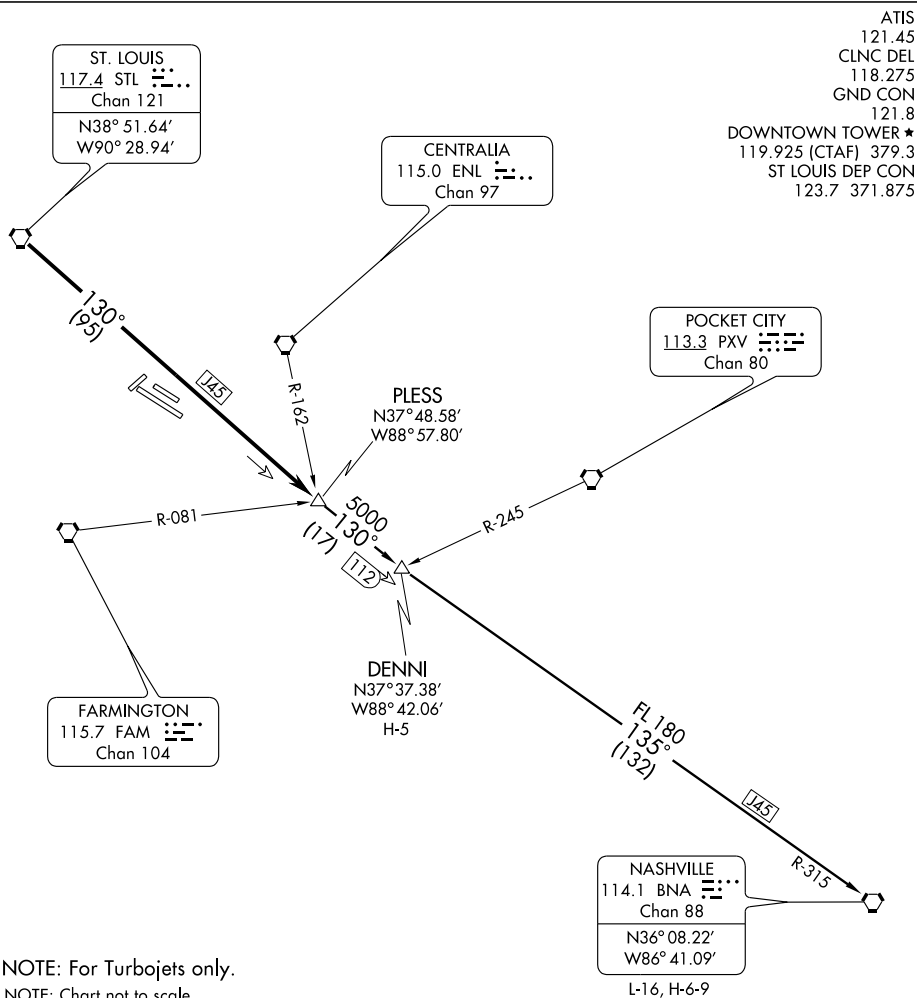 ATIS
121.45
CLNC DEL
118.275
GND CON
121.8
DOWNTOWN TOWER ★
119.925 (CTAF) 379.3
ST LOUIS DEP CON
123.7 371.875
ST. LOUIS
117.4 STL
Chan 121
N38° 51.64′
W90° 28.94′
CENTRALIA
115.0 ENL
Chan 97
130°
(95)
J45
R-162
POCKET CITY
113.3 PXV
Chan 80
PLESS
N37° 48.58′
W88° 57.80′
R-081
5000
130°
(17)
112
R-245
DENNI
N37° 37.38′
W88° 42.06′
H-5
FARMINGTON
115.7 FAM
Chan 104
FL 180
135°
(132)
J45
R-315
NASHVILLE
114.1 BNA
Chan 88
N36° 08.22′
W86° 41.09′
L-16, H-6-9
NOTE: For Turbojets only.
NOTE: Chart not to scale